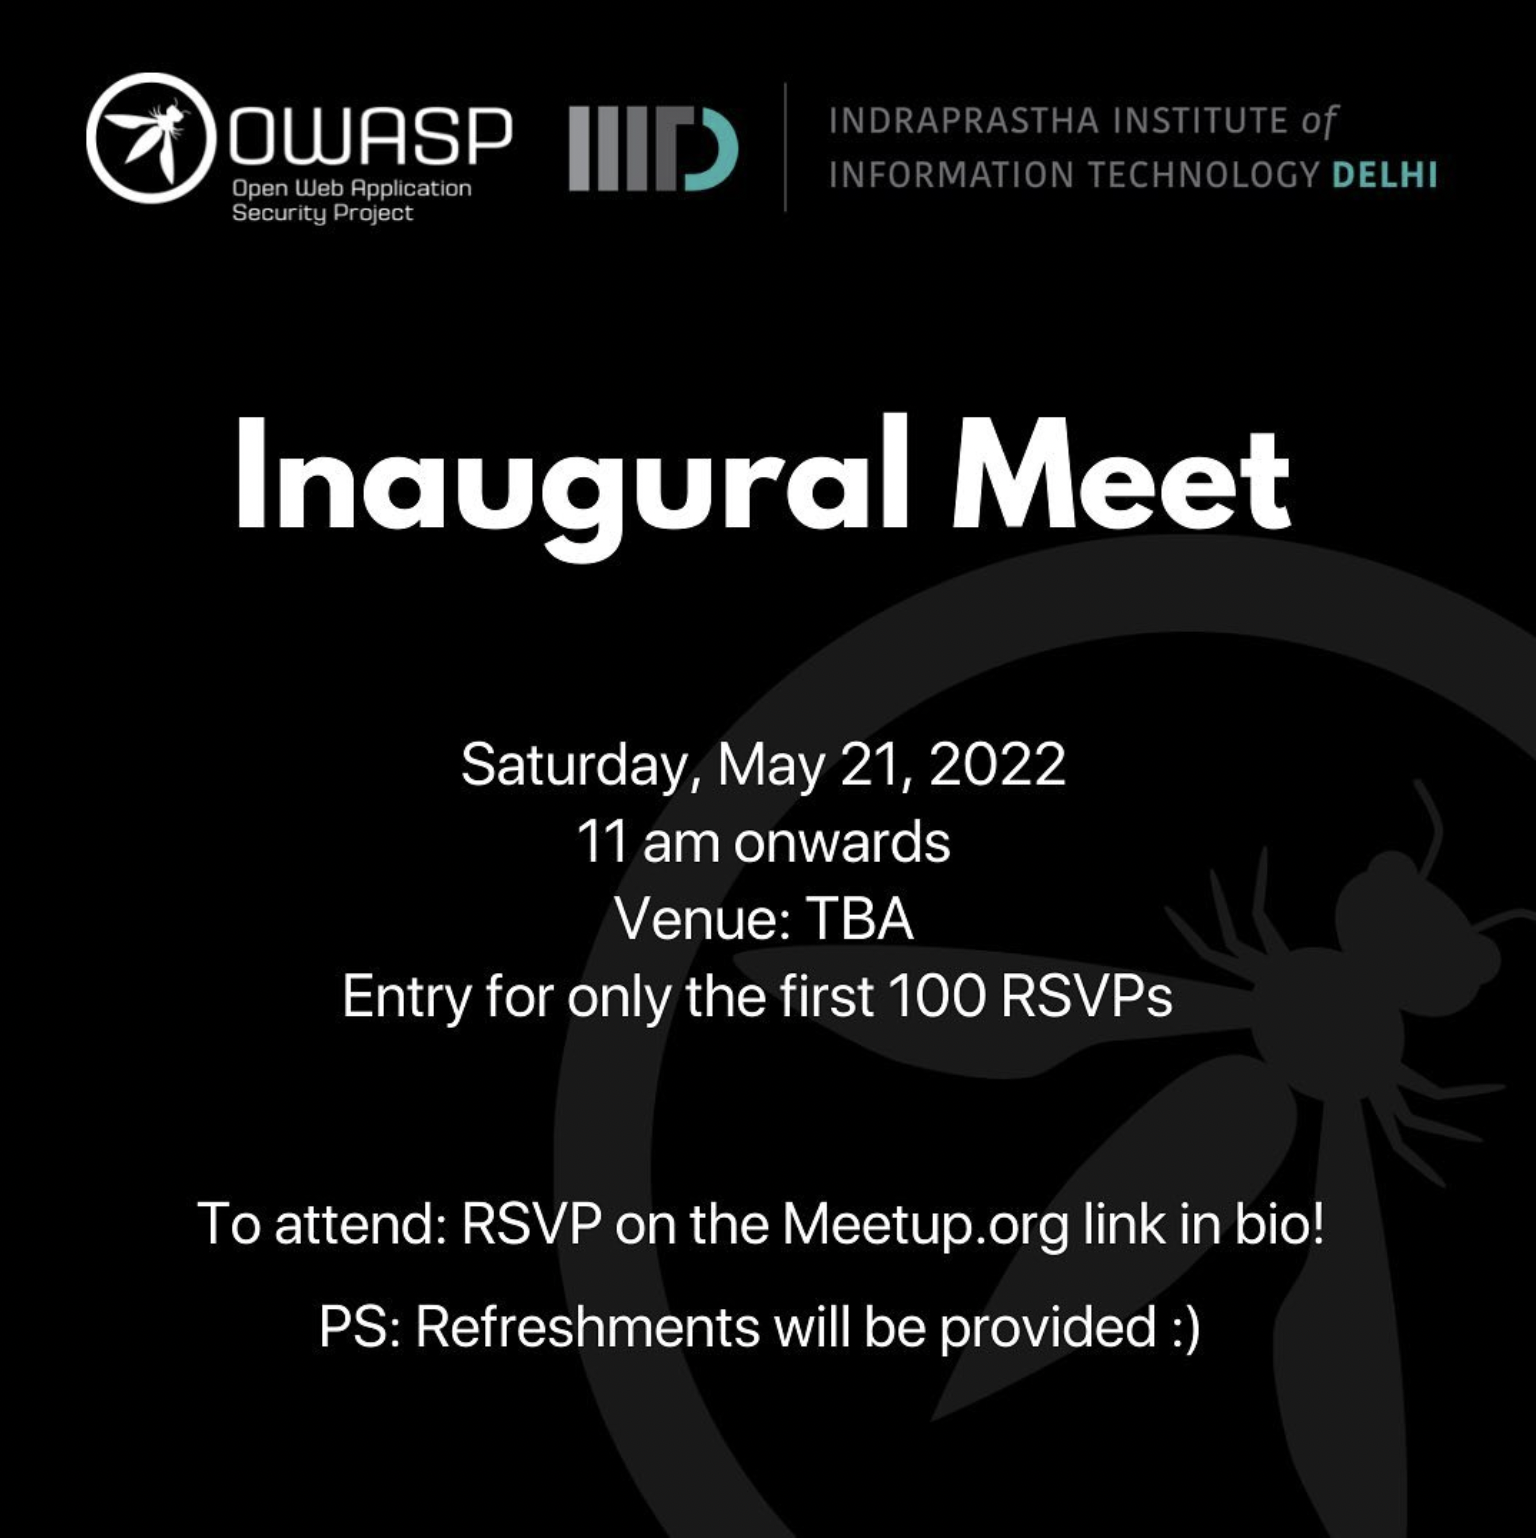 OWASP
Open Web Application
Security Project
IIITD
INDRAPRASTHA INSTITUTE of
INFORMATION TECHNOLOGY DELHI
Inaugural Meet
Saturday, May 21, 2022
11 am onwards
Venue: TBA
Entry for only the first 100 RSVPs
To attend: RSVP on the Meetup.org link in bio!
PS: Refreshments will be provided :)